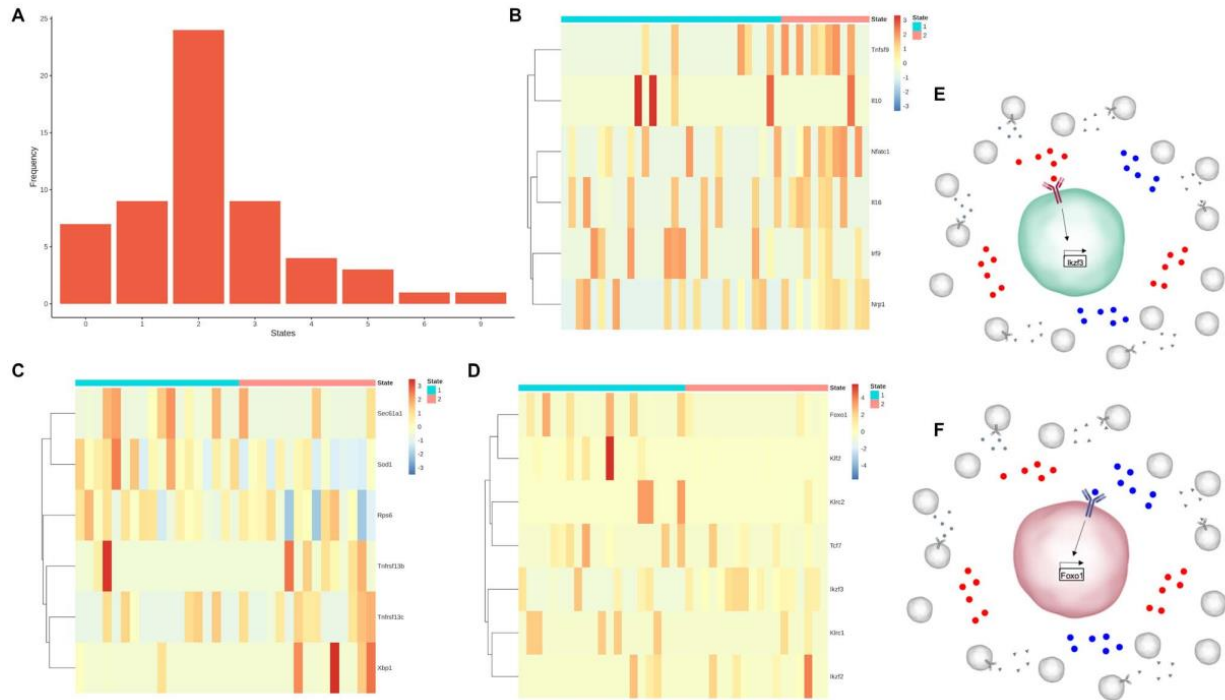 A
Frequency
25
20
15
10
5
0
0 1 2 3 4 5 6 9
States
B
State
Tnfsf9
Il10
Nfatc1
Il16
Irf9
Nrp1
3
2
1
0
-1
-2
-3
State
1
2
C
State
Sec61a1
Sod1
Rps6
Tnfrsf13b
Tnfrsf13c
Xbp1
3
2
1
0
-1
-2
-3
State
1
2
D
State
Foxo1
Klf2
Klrc2
Tcf7
Ikzf3
Klrc1
Ikzf2
4
2
0
-2
-4
State
1
2
E
Ikzf3
F
Foxo1